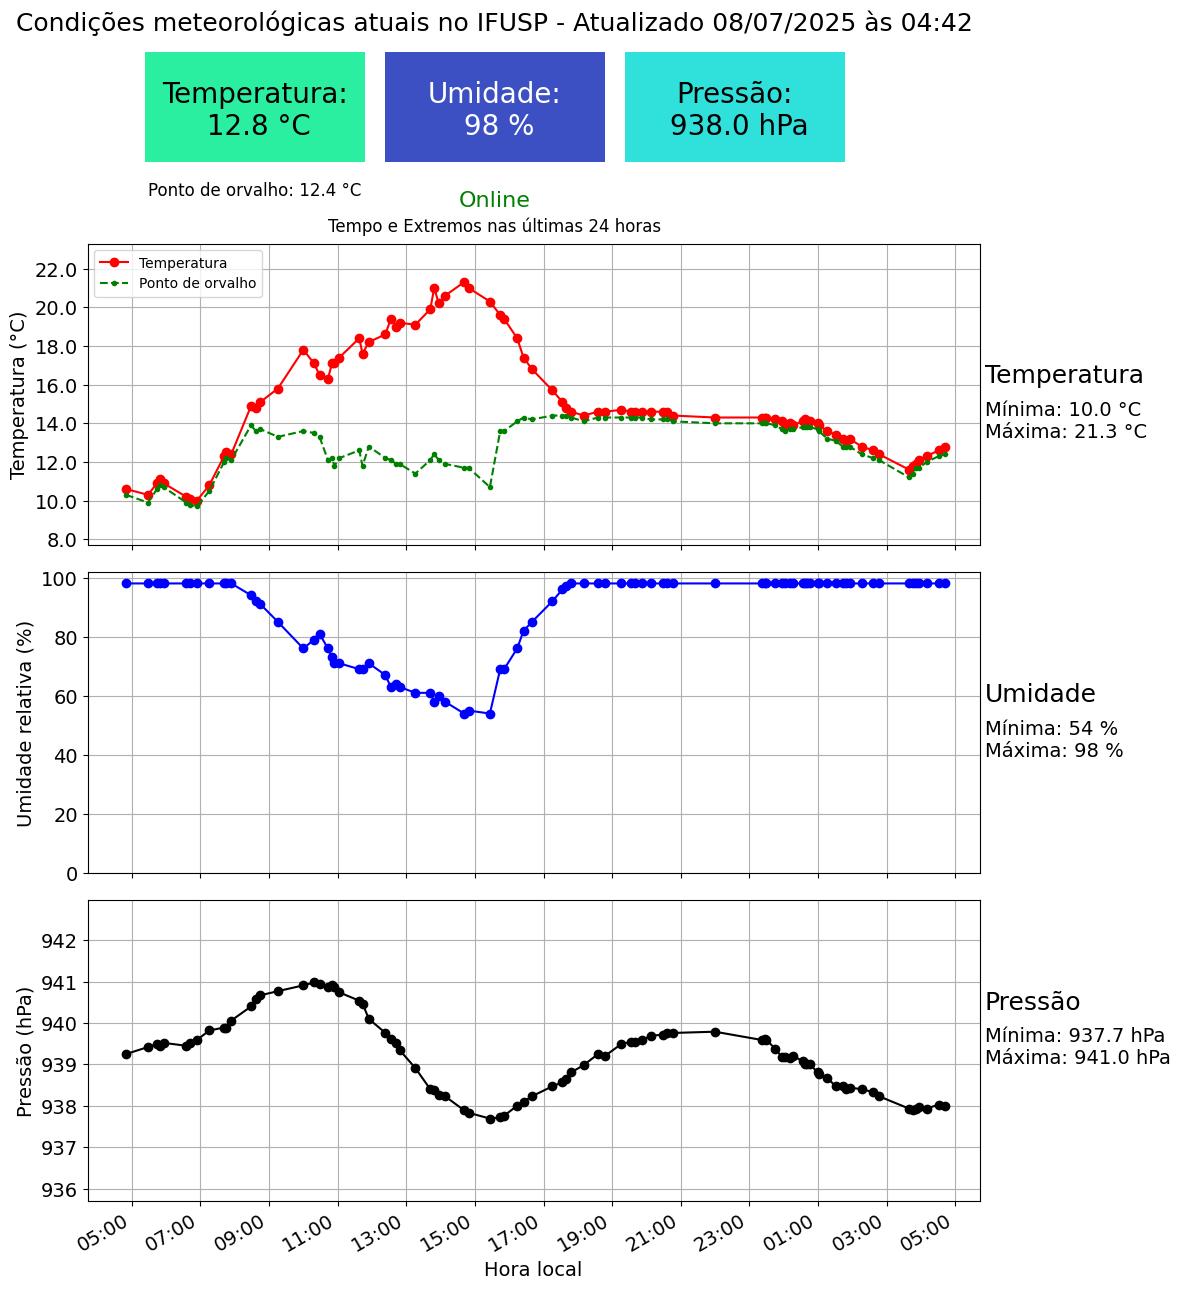 Condições meteorológicas atuais no IFUSP - Atualizado 08/07/2025 às 04:42
Temperatura:
12.8 °C
Umidade:
98 %
Pressão:
938.0 hPa
Ponto de orvalho: 12.4 °C
Online
Tempo e Extremos nas últimas 24 horas
Temperatura
Ponto de orvalho
Temperatura (°C)
22.0
20.0
18.0
16.0
14.0
12.0
10.0
8.0
Temperatura
Mínima: 10.0 °C
Máxima: 21.3 °C
Umidade relativa (%)
100
80
60
40
20
0
Umidade
Mínima: 54 %
Máxima: 98 %
Pressão (hPa)
942
941
940
939
938
937
936
Pressão
Mínima: 937.7 hPa
Máxima: 941.0 hPa
05:00 07:00 09:00 11:00 13:00 15:00 17:00 19:00 21:00 23:00 01:00 03:00 05:00
Hora local